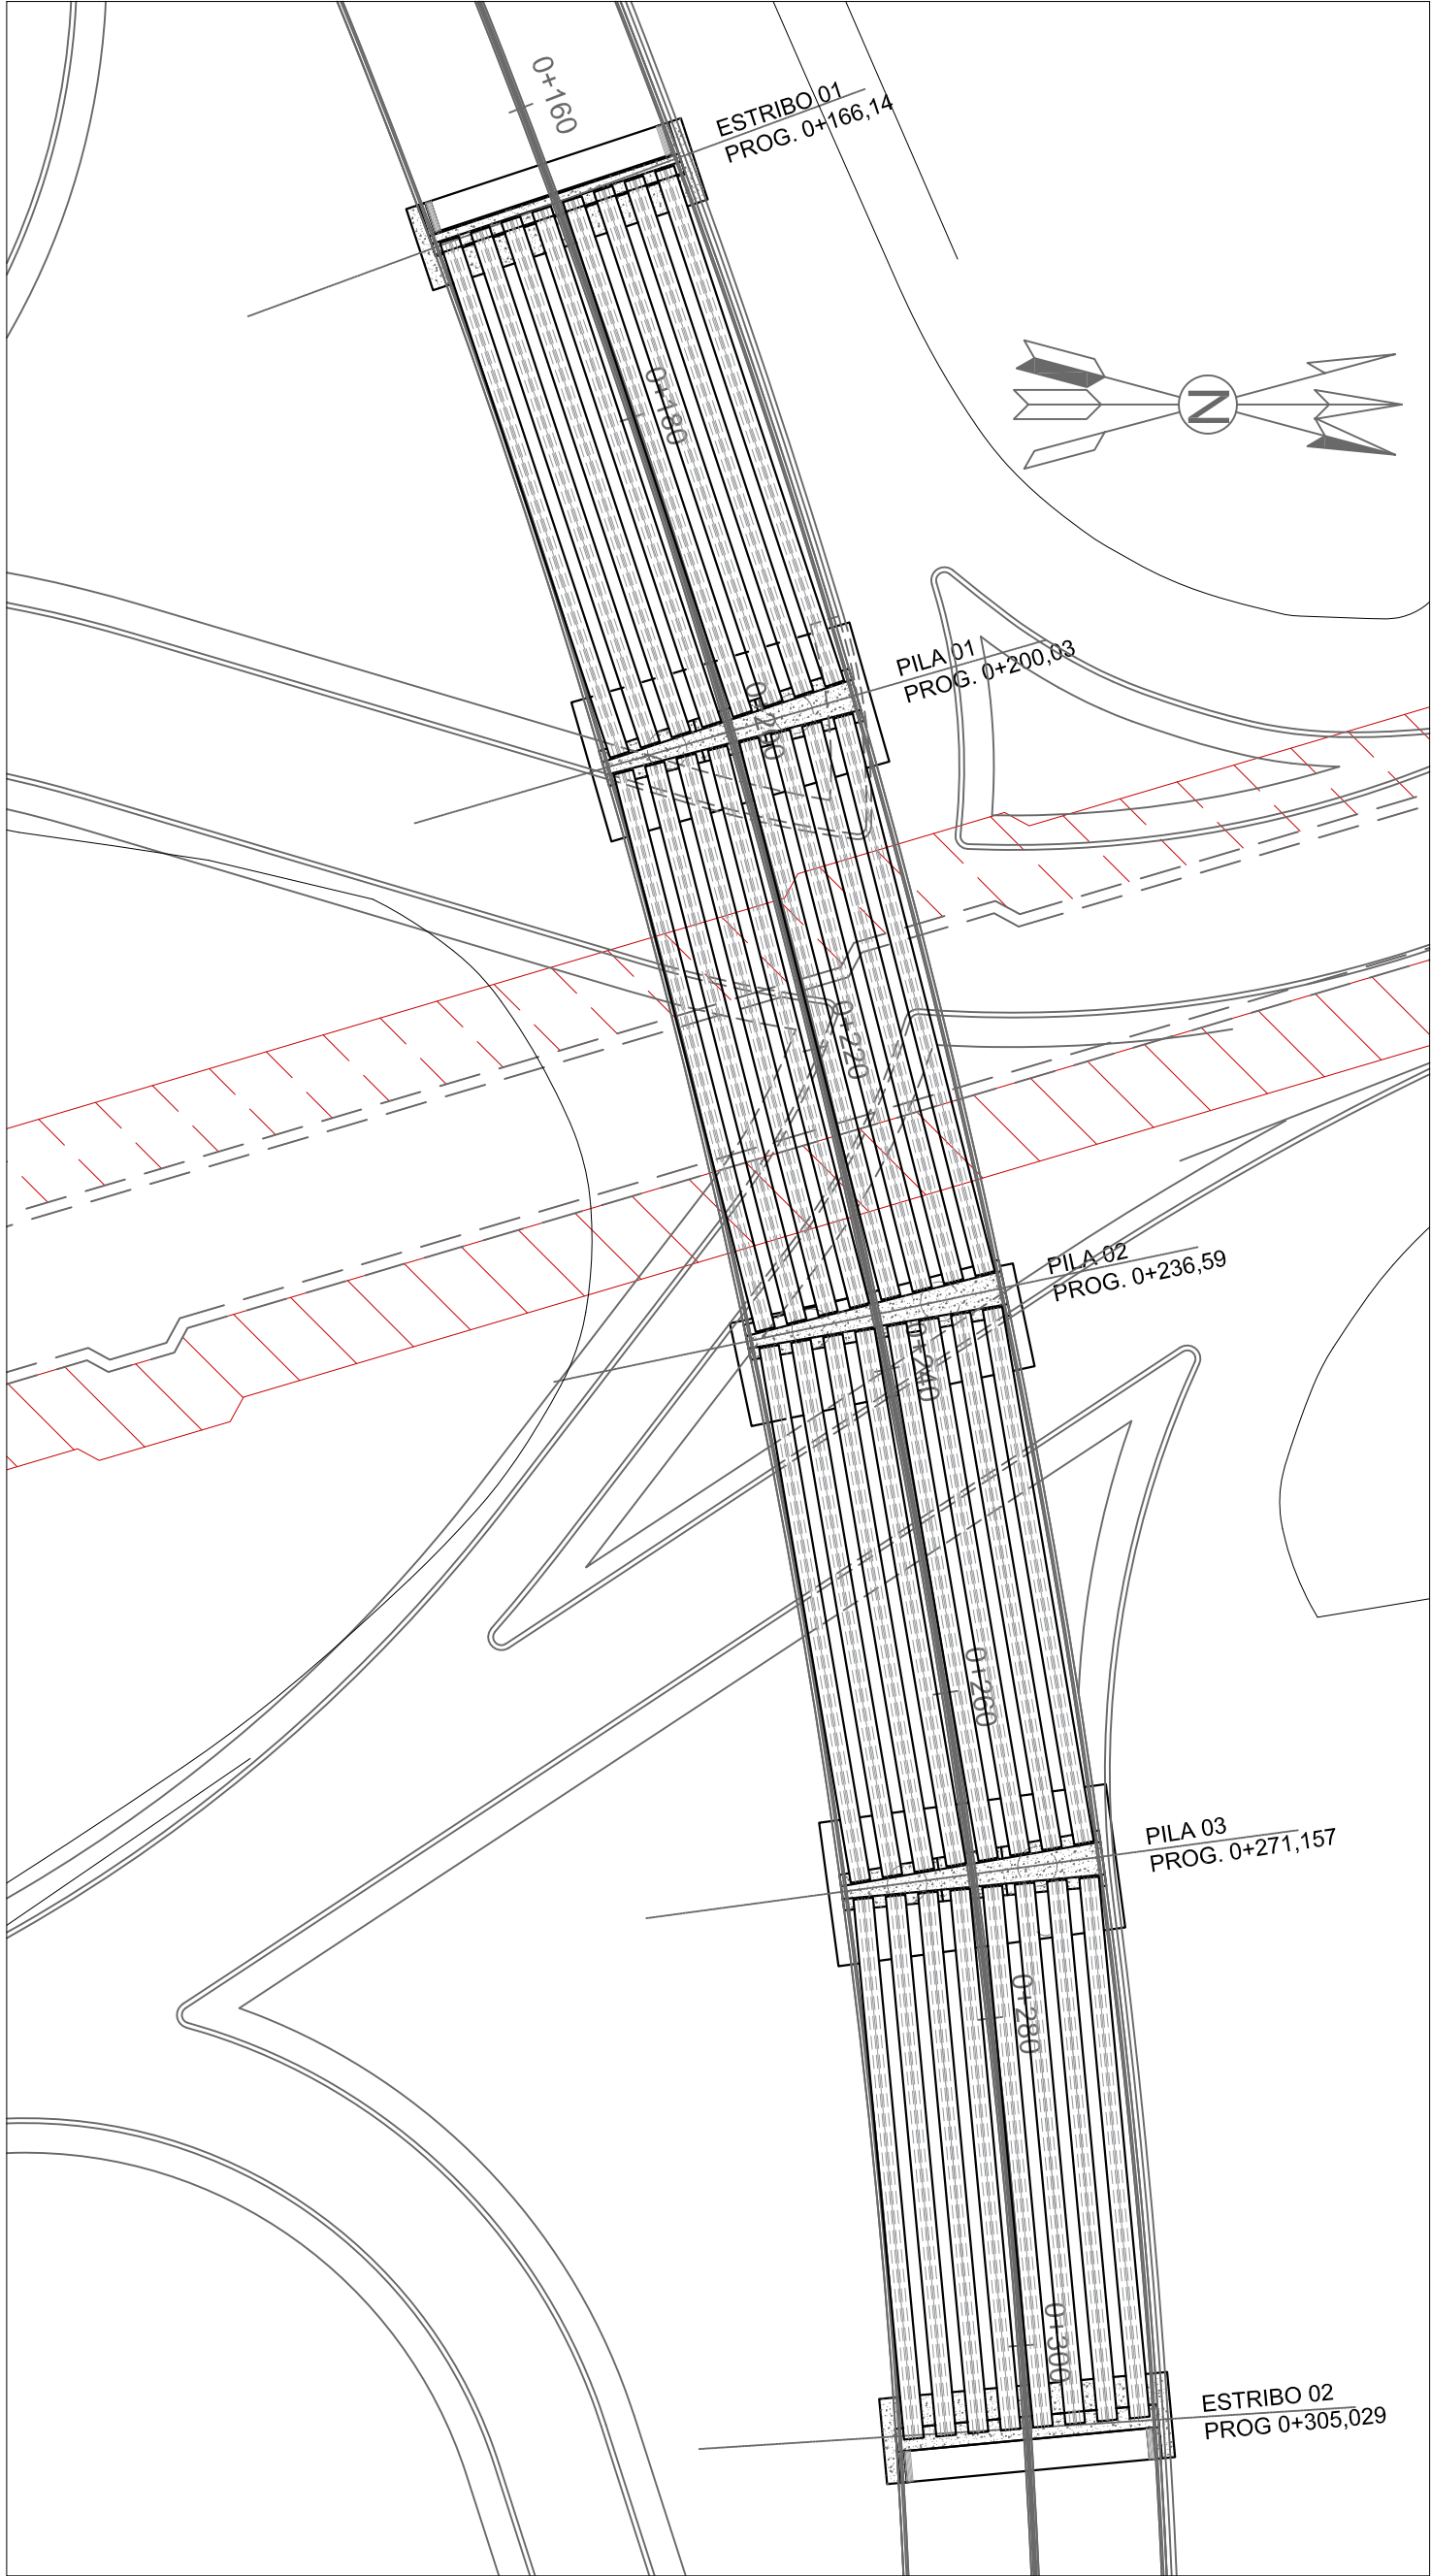 0+160
ESTRIBO 01
PROG. 0+166,14
0+180
N
PILA 01
PROG. 0+200,03
0+200
0+220
PILA 02
PROG. 0+236,59
0+240
0+260
PILA 03
PROG. 0+271,157
0+280
0+300
ESTRIBO 02
PROG 0+305,029